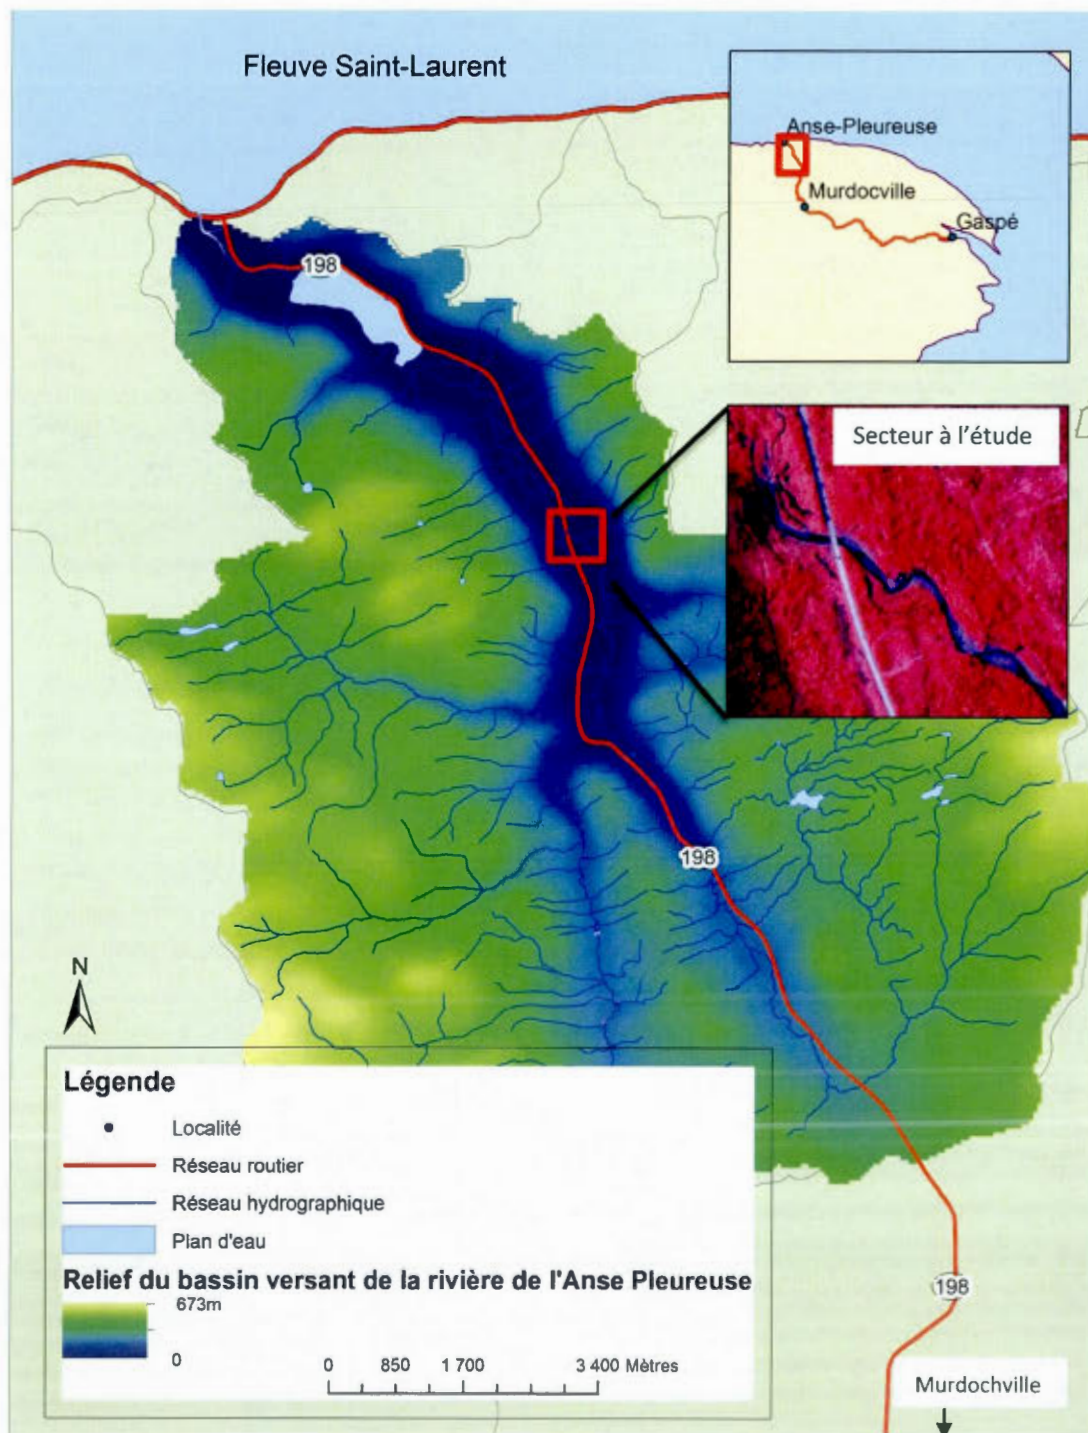 Fleuve Saint-Laurent
Anse-Pleureuse
Murdocville
Gaspé
198
Secteur à l'étude
198
N
Légende
Localité
Réseau routier
Réseau hydrographique
Plan d'eau
Relief du bassin versant de la rivière de l'Anse Pleureuse
673m
0
0 850 1 700 3 400 Mètres
198
Murdochville